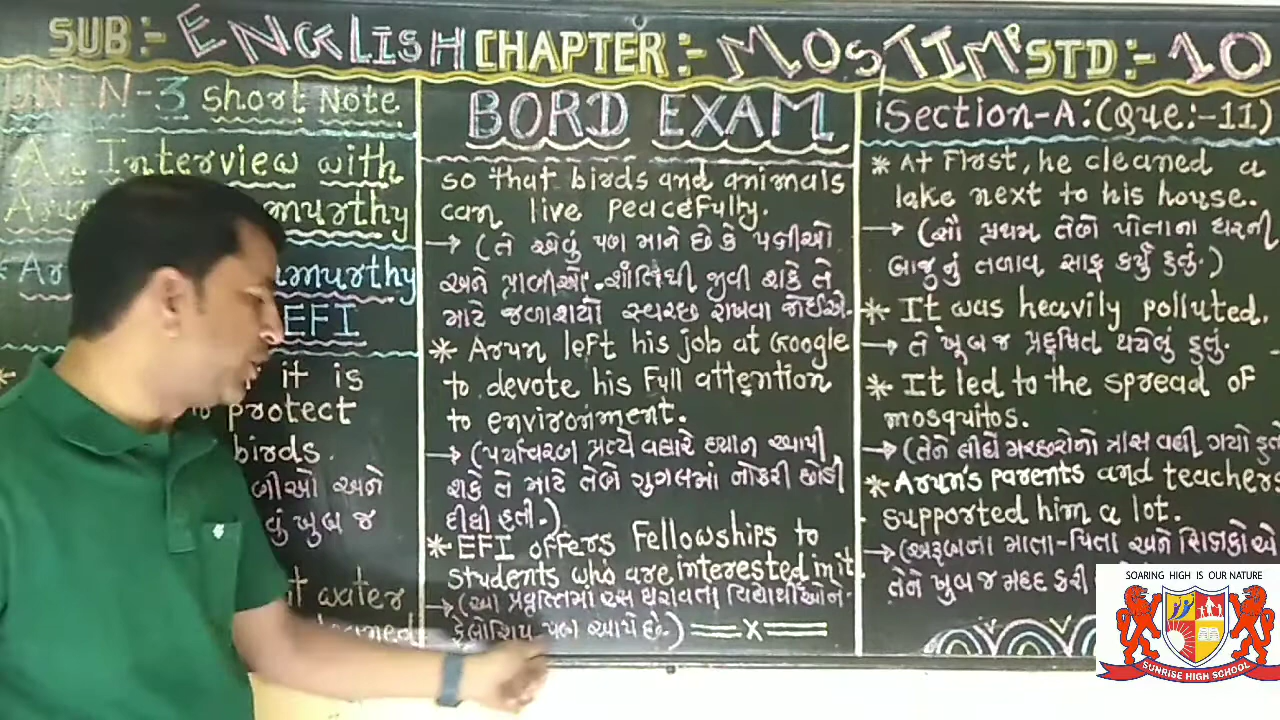 SUB:- ENGLISH CHAPTER:- MOST IMP. STD:- 10
UNIN-3 Short Note
An Interview with
Arun murthy
murthy
EFI
it is
protect
birds.
અને
ખુબ જ
water
BORD EXAM
so that birds and animals
can live peacefully.
→ (તે એવું પણ માને છે કે પક્ષીઓ
અને પ્રાણીઓ શાંતિથી જીવી શકે તે
માટે જળાશયો સ્વચ્છ રાખવા જોઈએ.
* Arun left his job at Google
to devote his full attention
to environment.
→ (પર્યાવરણ પ્રત્યે વધારે ધ્યાન આપી
શકે તે માટે તેણે ગુગલમાં નોકરી છોડી
દીધી હતી.)
* EFI offers Fellowships to
students who are interested in it.
→ (આ પ્રવૃત્તિમાં રસ ધરાવતા વિદ્યાર્થીઓને
ફેલોશિપ પણ આપે છે.) ==x==
Section-A: (Que:-11)
* At First, he cleaned a
lake next to his house.
→ (સૌ પ્રથમ તેણે પોતાના ઘરની
બાજુનું તળાવ સાફ કર્યું હતું.)
* It was heavily polluted.
→ તે ખુબ જ પ્રદૂષિત થયેલું હતું.
* It led to the spread of
mosquitos.
→ (તેને લીધે મચ્છરોનો ત્રાસ વધી ગયો
* Arun's parents and teachers
supported him a lot.
→ (અરૂણના માતા-પિતા અને શિક્ષકોએ
તેને ખુબ જ મદદ કરી
SOARING HIGH IS OUR NATURE
SUNRISE HIGH SCHOOL